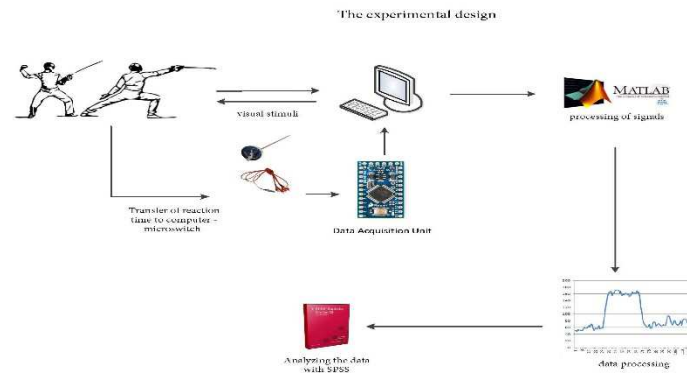 The experimental design
visual stimuli
MATLAB
processing of signals
Transfer of reaction
time to computer -
microswitch
Data Acquisition Unit
data processing
Analyzing the data
with SPSS